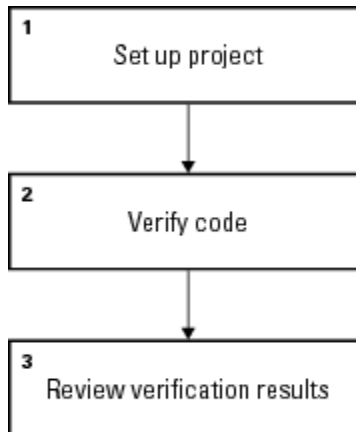 1
Set up project
2
Verify code
3
Review verification results